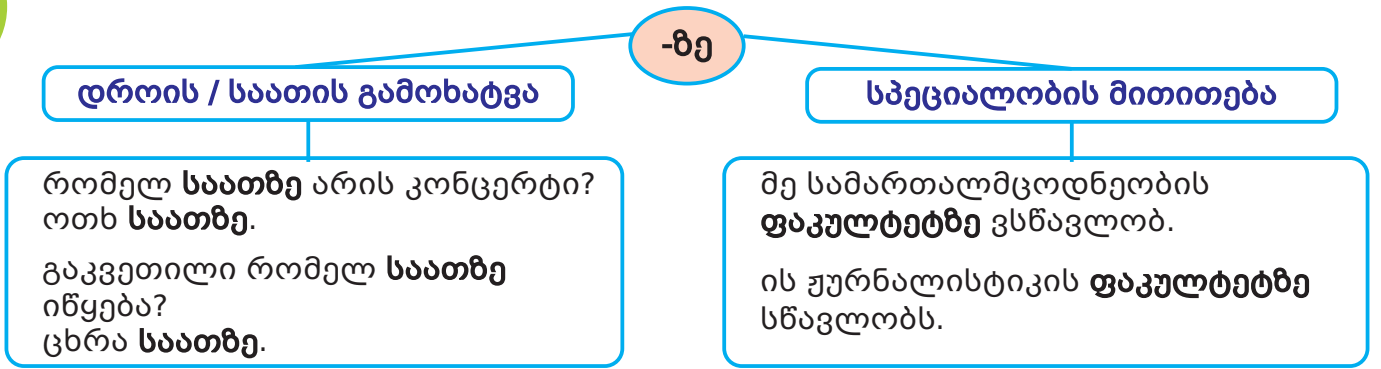 -ზე
დროის / საათის გამოხატვა
რომელ საათზე არის კონცერტი?
ოთხ საათზე.
გაკვეთილი რომელ საათზე
იწყება?
ცხრა საათზე.
სპეციალობის მითითება
მე სამართალმცოდნეობის
ფაკულტეტზე ვსწავლობ.
ის ჟურნალისტიკის ფაკულტეტზე
სწავლობს.